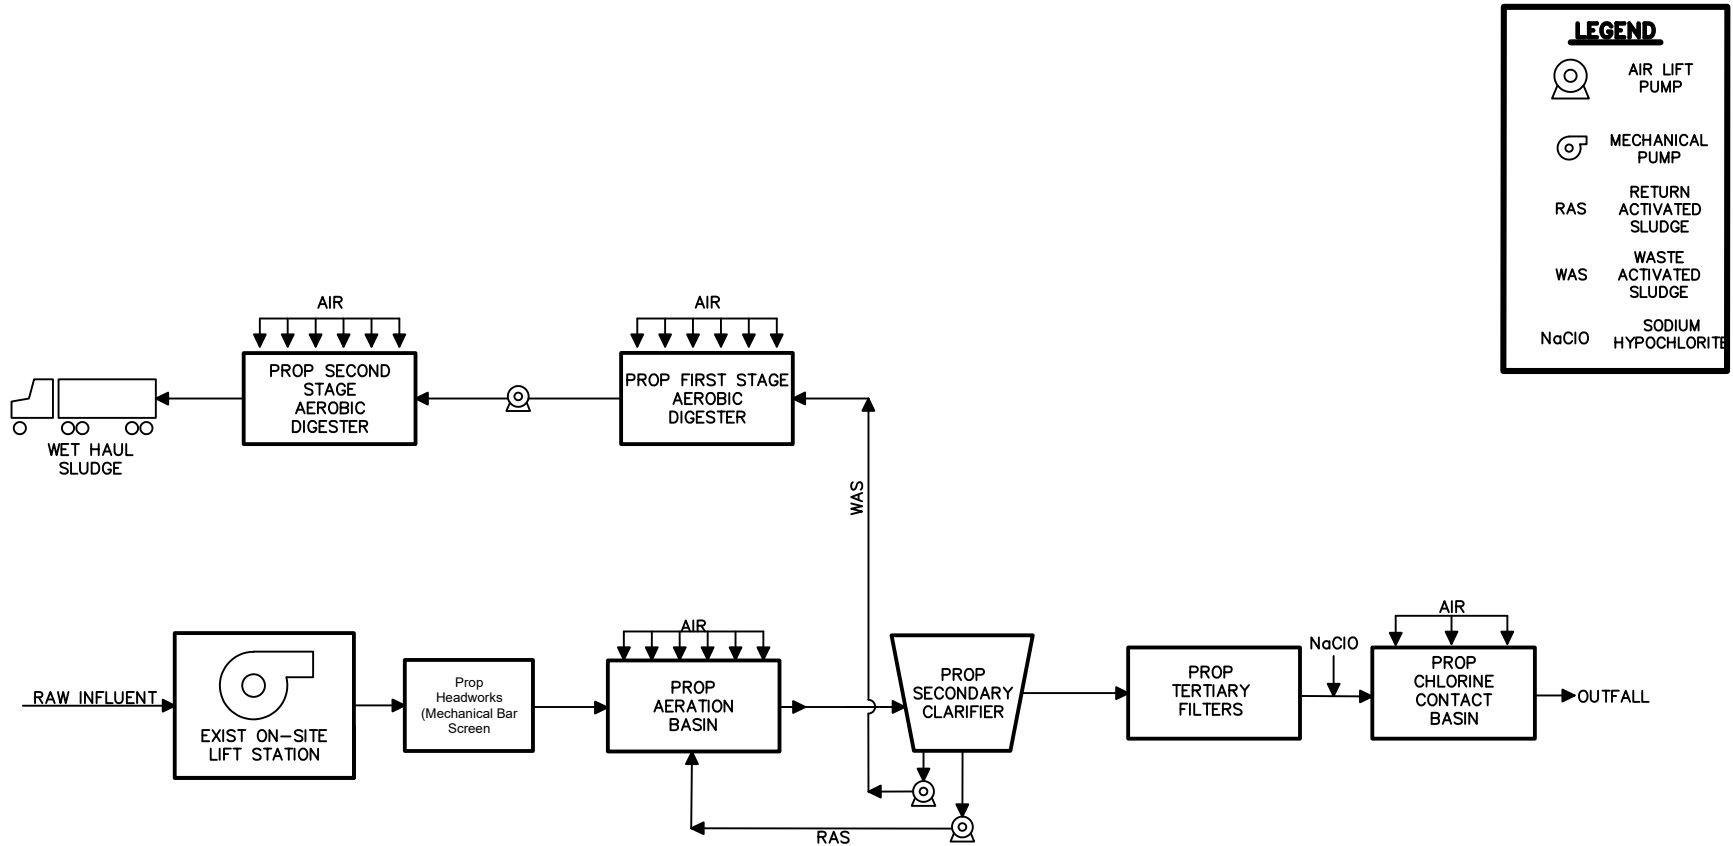 LEGEND
AIR LIFT
PUMP
MECHANICAL
PUMP
RAS
RETURN
ACTIVATED
SLUDGE
WAS
WASTE
ACTIVATED
SLUDGE
NaClO
SODIUM
HYPOCHLORITE
AIR
AIR
PROP SECOND
STAGE
AEROBIC
DIGESTER
PROP FIRST STAGE
AEROBIC
DIGESTER
WET HAUL
SLUDGE
WAS
RAW INFLUENT
EXIST ON-SITE
LIFT STATION
Prop
Headworks
(Mechanical Bar
Screen
AIR
PROP
AERATION
BASIN
PROP
SECONDARY
CLARIFIER
RAS
PROP
TERTIARY
FILTERS
NaClO
AIR
PROP
CHLORINE
CONTACT
BASIN
OUTFALL